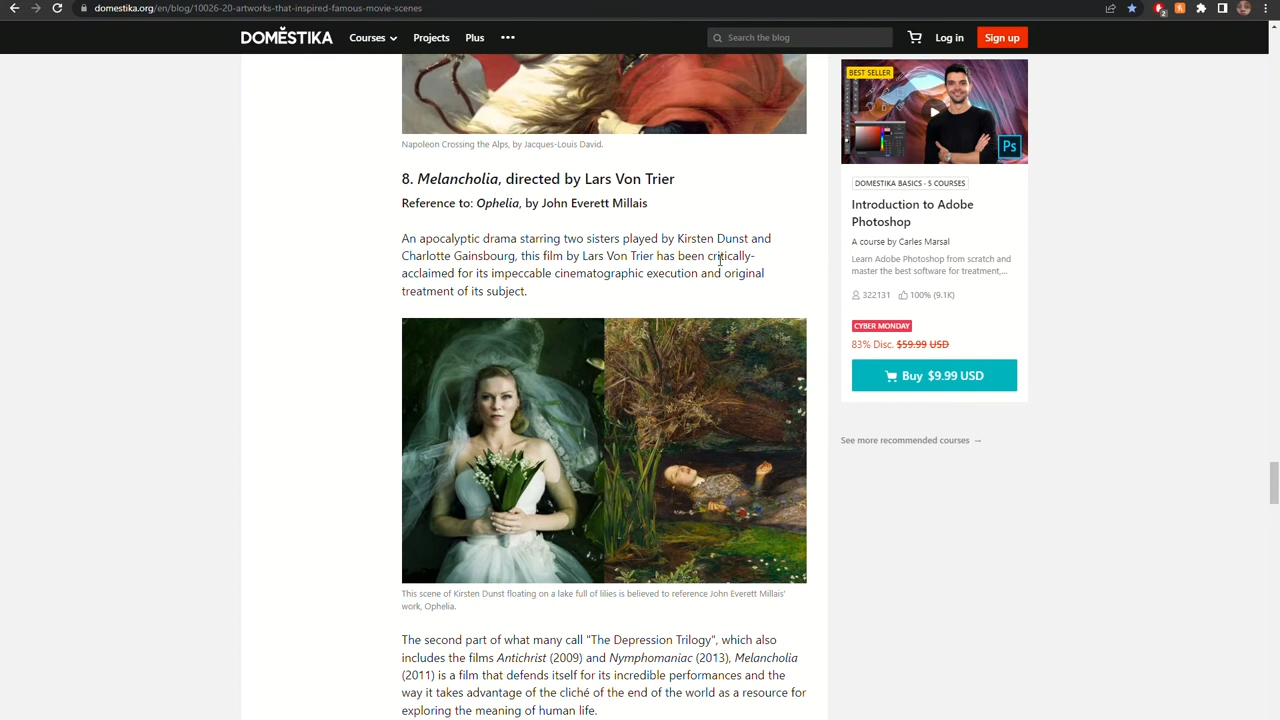 domestika.org/en/blog/10026-20-artworks-that-inspired-famous-movie-scenes
2
DOMĚSTIKA
Courses
Projects
Plus
Search the blog
Log in
Sign up
Napoleon Crossing the Alps, by Jacques-Louis David.
8. Melancholia, directed by Lars Von Trier
Reference to: Ophelia, by John Everett Millais
An apocalyptic drama starring two sisters played by Kirsten Dunst and
Charlotte Gainsbourg, this film by Lars Von Trier has been critically-
acclaimed for its impeccable cinematographic execution and original
treatment of its subject.
This scene of Kirsten Dunst floating on a lake full of lilies is believed to reference John Everett Millais'
work, Ophelia.
The second part of what many call "The Depression Trilogy", which also
includes the films Antichrist (2009) and Nymphomaniac (2013), Melancholia
(2011) is a film that defends itself for its incredible performances and the
way it takes advantage of the cliché of the end of the world as a resource for
exploring the meaning of human life.
BEST SELLER
Ps
DOMESTIKA BASICS · 5 COURSES
Introduction to Adobe
Photoshop
A course by Carles Marsal
Learn Adobe Photoshop from scratch and
master the best software for treatment,...
322131
100% (9.1K)
CYBER MONDAY
83% Disc. $59.99 USD
Buy $9.99 USD
See more recommended courses →